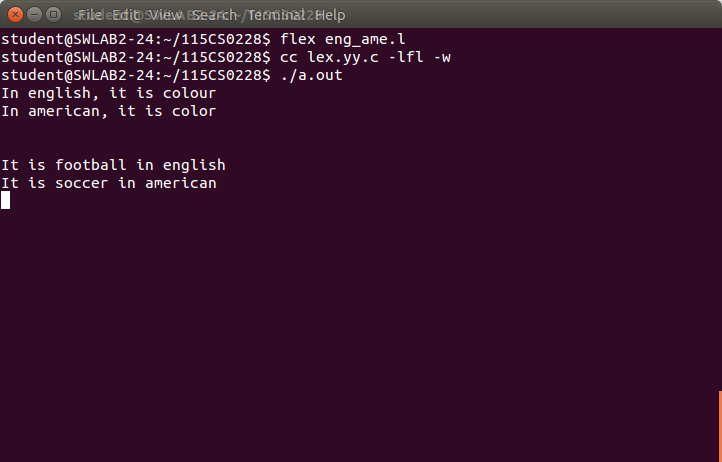 File Edit View Search Terminal Help
student@SWLAB2-24:~/115CS0228$ flex eng_ame.l
student@SWLAB2-24:~/115CS0228$ cc lex.yy.c -lfl -w
student@SWLAB2-24:~/115CS0228$ ./a.out
In english, it is colour
In american, it is color
It is football in english
It is soccer in american